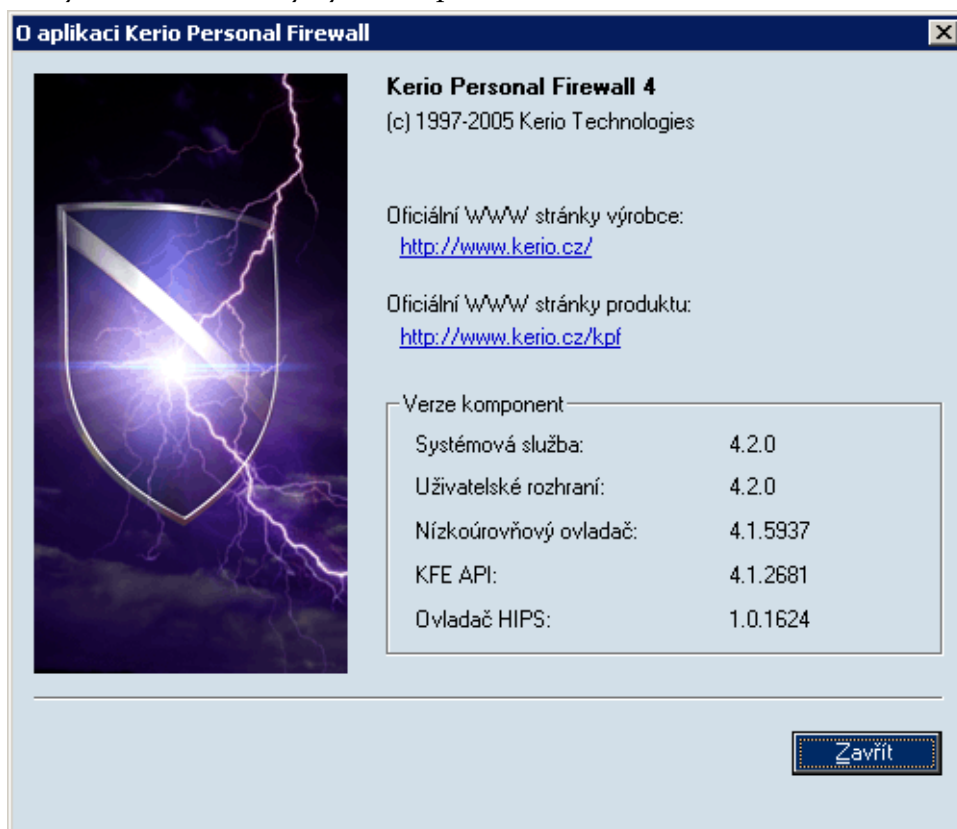 O aplikaci Kerio Personal Firewall
Kerio Personal Firewall 4
(c) 1997-2005 Kerio Technologies
Oficiální WWW stránky výrobce:
http://www.kerio.cz/
Oficiální WWW stránky produktu:
http://www.kerio.cz/kpf
Verze komponent
Systémová služba: 4.2.0
Uživatelské rozhraní: 4.2.0
Nízkoúrovňový ovladač: 4.1.5937
KFE API: 4.1.2681
Ovladač HIPS: 1.0.1624
Zavřít